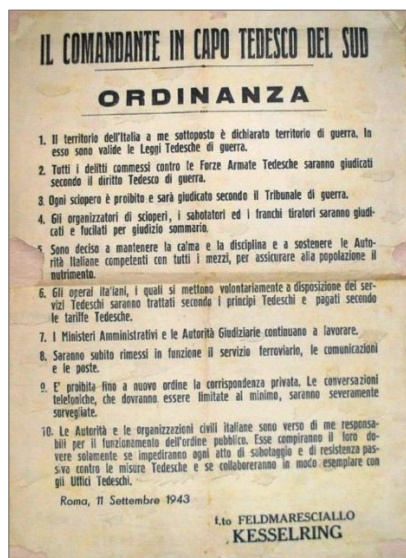 IL COMANDANTE IN CAPO TEDESCO DEL SUD
ORDINANZA
1. Il territorio dell'Italia a me sottoposto è dichiarato territorio di guerra. In
esso sono valide le Leggi Tedesche di guerra.
2. Tutti i delitti commessi contro le Forze Armate Tedesche saranno giudicati
secondo il diritto Tedesco di guerra.
3. Ogni sciopero è proibito e sarà giudicato secondo il Tribunale di guerra.
4. Gli organizzatori di scioperi, i sabotatori ed i franchi tiratori saranno giudi-
cati e fucilati per giudizio sommario.
5. Sono deciso a mantenere la calma e la disciplina e a sostenere le Auto-
rità Italiane competenti con tutti i mezzi, per assicurare alla popolazione il
nutrimento.
6. Gli operai italiani, i quali si mettono volontariamente a disposizione dei ser-
vizi Tedeschi saranno trattati secondo i principi Tedeschi e pagati secondo
le tariffe Tedesche.
7. I Ministeri Amministrativi e le Autorità Giudiziarie continuano a lavorare.
8. Saranno subito rimessi in funzione il servizio ferroviario, le comunicazioni
e le poste.
9. E' proibita fino a nuovo ordine la corrispondenza privata. Le conversazioni
telefoniche, che dovranno essere limitate al minimo, saranno severamente
sorvegliate.
10. Le Autorità e le organizzazioni civili italiane sono verso di me responsa-
bili per il funzionamento dell'ordine pubblico. Esse compiranno il loro do-
vere solamente se impediranno ogni atto di sabotaggio e di resistenza pas-
siva contro le misure Tedesche e se collaboreranno in modo esemplare con
gli Uffici Tedeschi.
Roma, 11 Settembre 1943
f.to FELDMARESCIALLO
KESSELRING